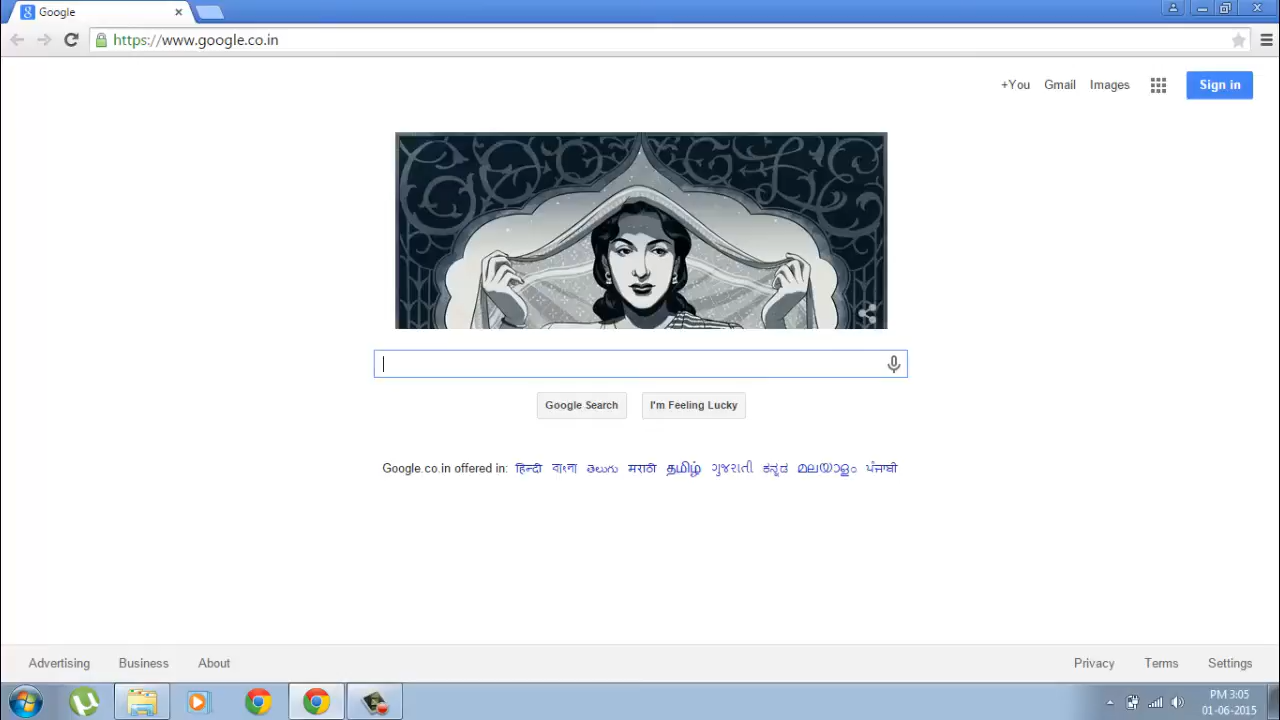 Google
https://www.google.co.in
+You Gmail Images Sign in
GOOGLE
Google Search I'm Feeling Lucky
Google.co.in offered in: हिन्दी বাংলা తెలుగు मराठी தமிழ் ગુજરાતી ಕನ್ನಡ മലയാളം ਪੰਜਾਬੀ
Advertising Business About Privacy Terms Settings
PM 3:05
01-06-2015